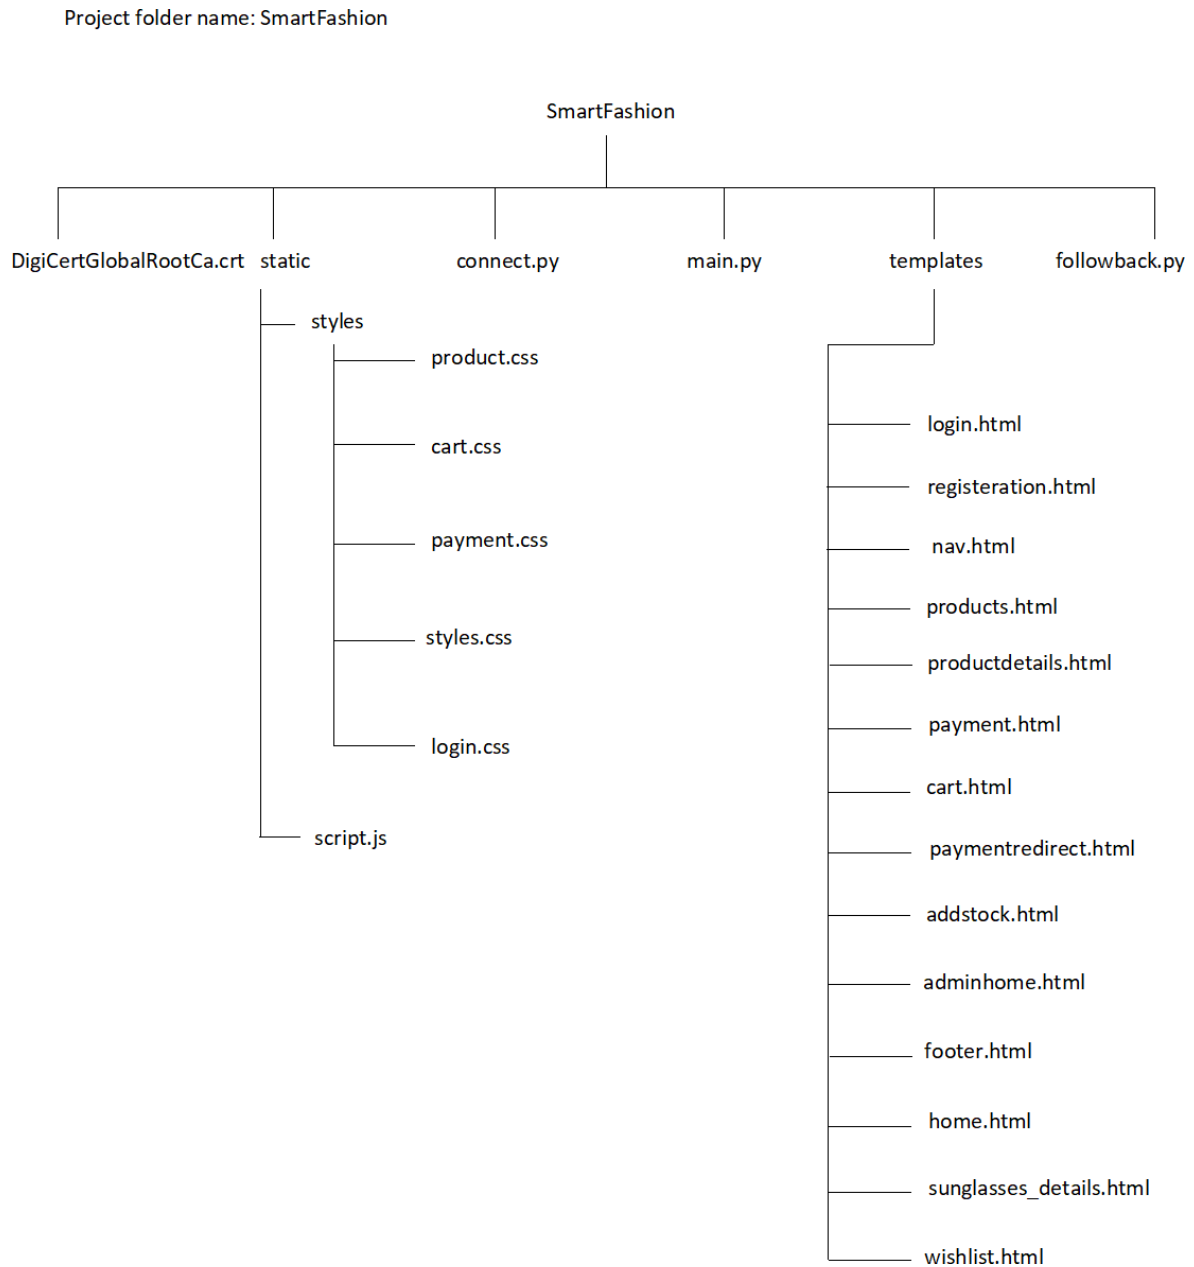 Project folder name: SmartFashion
SmartFashion
DigiCertGlobalRootCa.crt static connect.py main.py templates followback.py
styles
product.css
cart.css
payment.css
styles.css
login.css
script.js
login.html
registeration.html
nav.html
products.html
productdetails.html
payment.html
cart.html
paymentredirect.html
addstock.html
adminhome.html
footer.html
home.html
sunglasses_details.html
wishlist.html